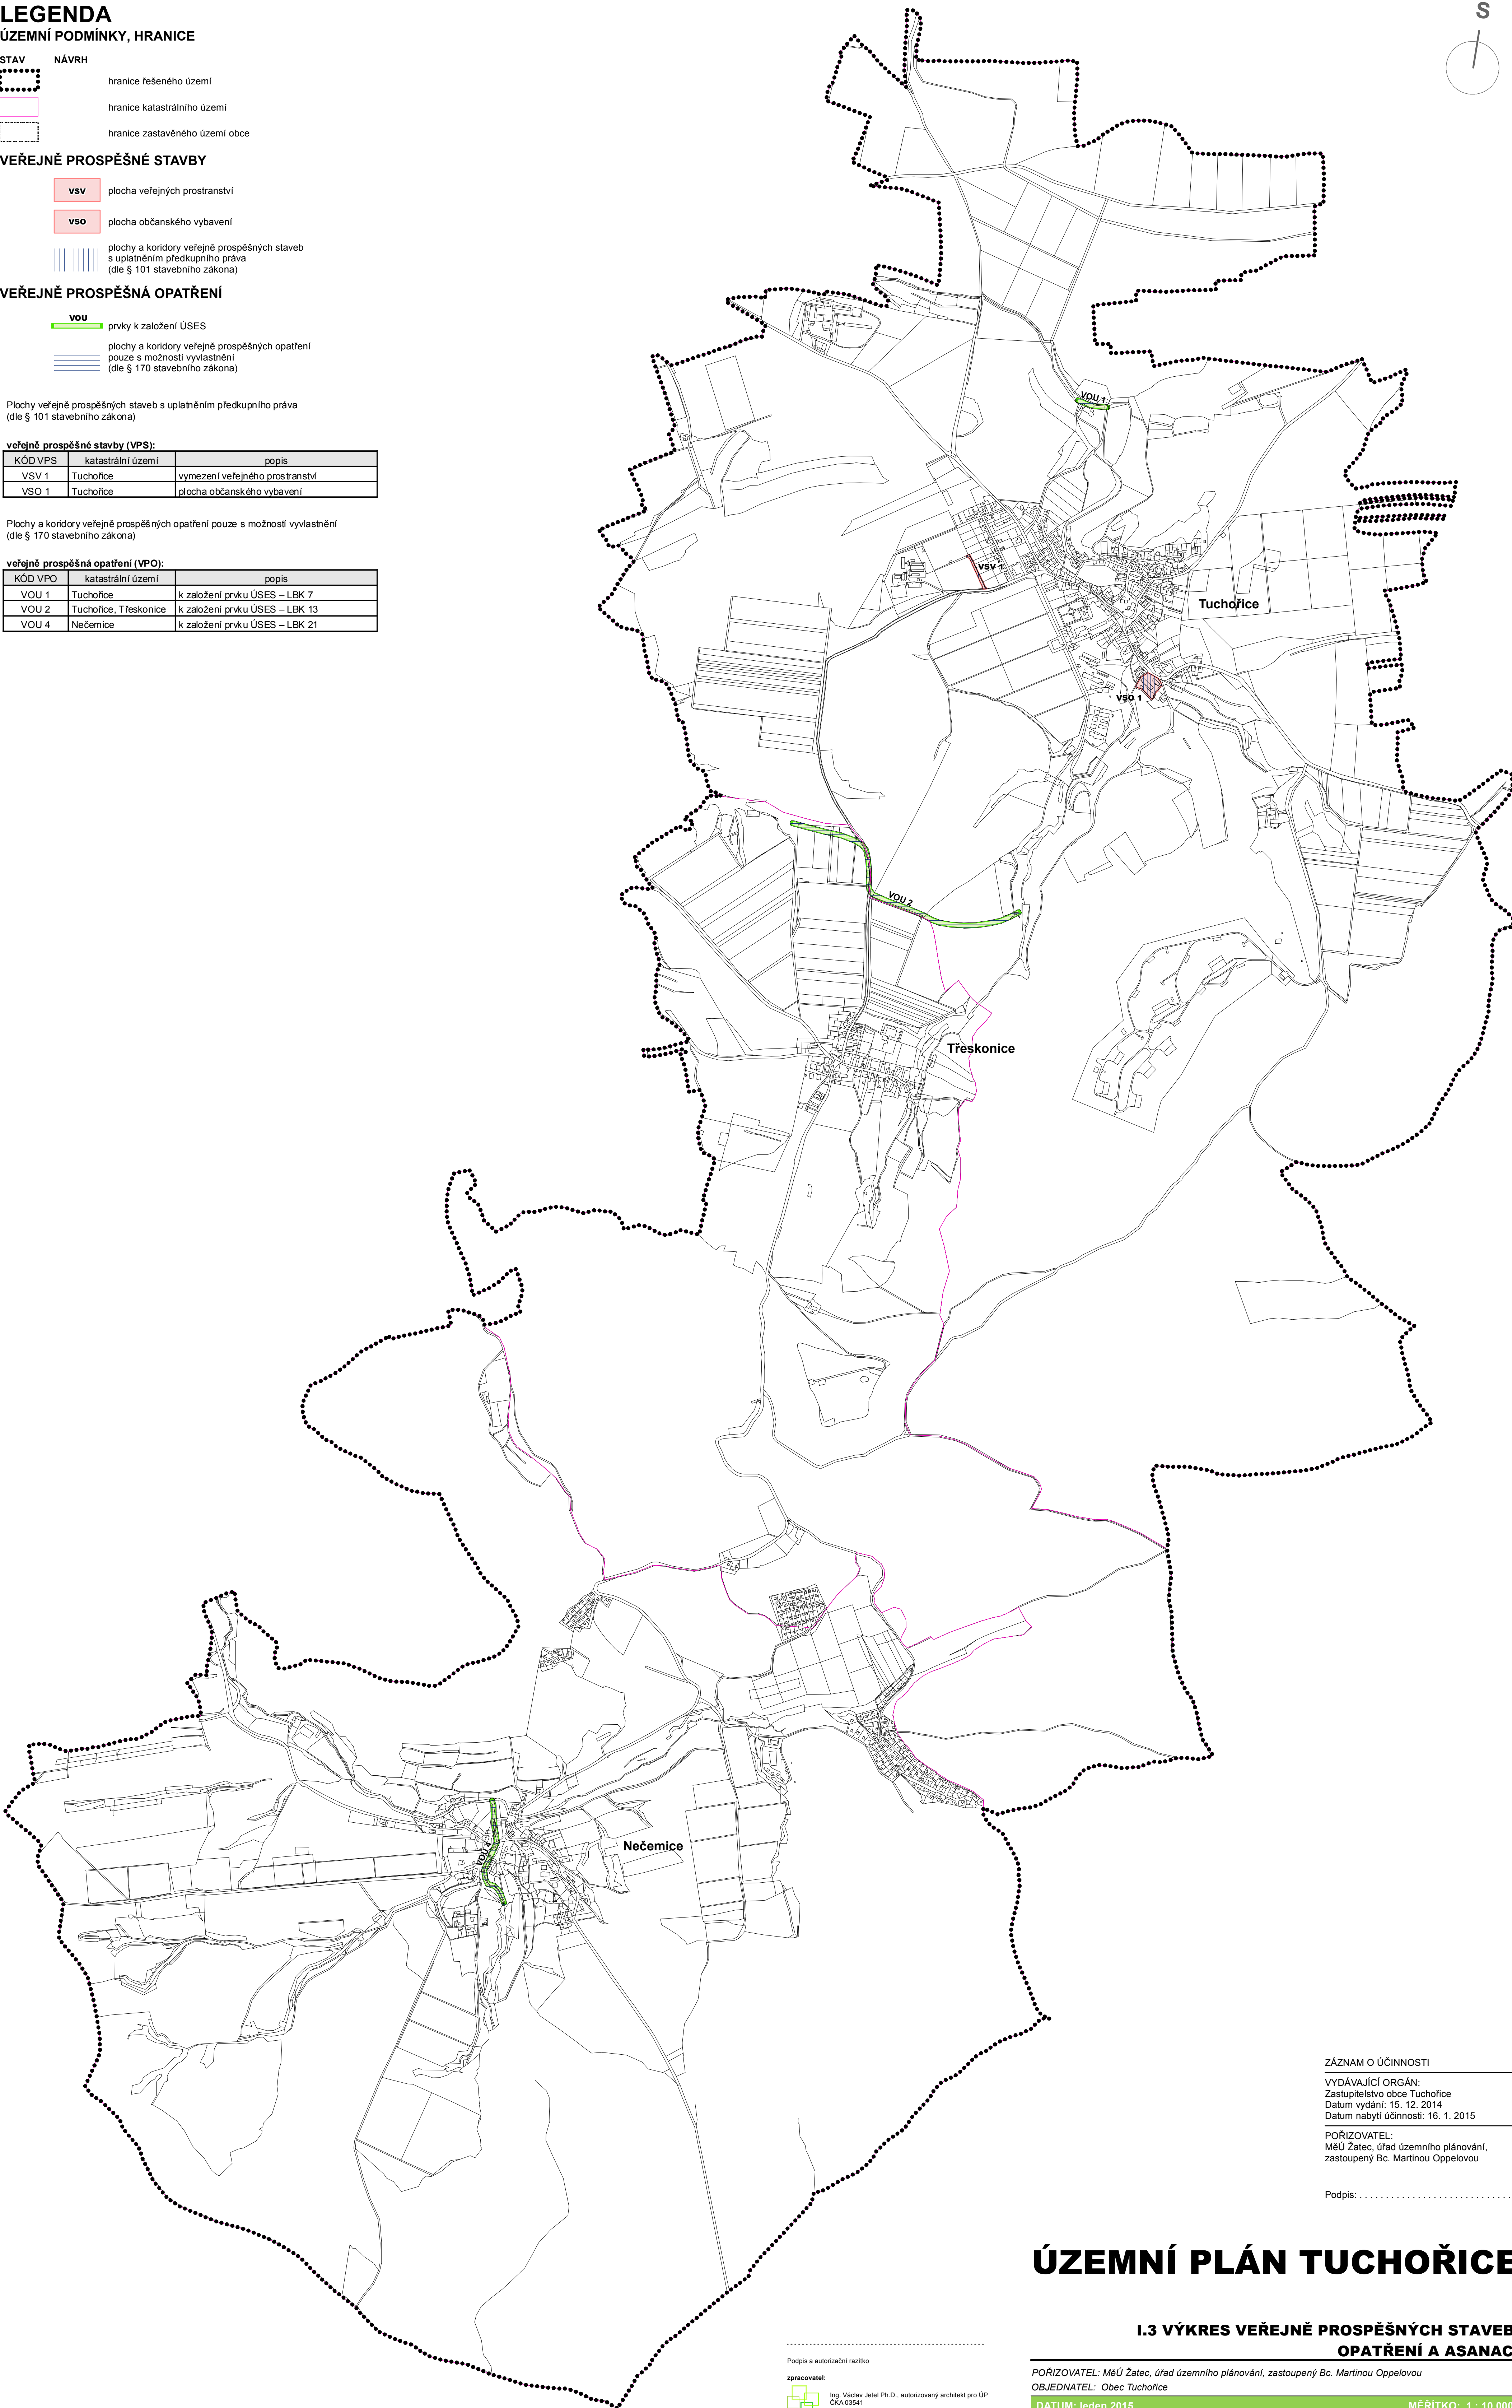 LEGENDA
ÚZEMNÍ PODMÍNKY, HRANICE
STAV NÁVRH
hranice řešeného území
hranice katastrálního území
hranice zastavěného území obce
VEŘEJNĚ PROSPĚŠNÉ STAVBY
VSV plocha veřejných prostranství
VSO plocha občanského vybavení
plochy a koridory veřejně prospěšných staveb
s uplatněním předkupního práva
(dle § 101 stavebního zákona)
VEŘEJNĚ PROSPĚŠNÁ OPATŘENÍ
VOU
prvky k založení ÚSES
plochy a koridory veřejně prospěšných opatření
pouze s možností vyvlastnění
(dle § 170 stavebního zákona)
Plochy veřejně prospěšných staveb s uplatněním předkupního práva
(dle § 101 stavebního zákona)
veřejně prospěšné stavby (VPS):
KÓD VPS katastrální území popis
VSV 1 Tuchořice vymezení veřejného prostranství
VSO 1 Tuchořice plocha občanského vybavení
Plochy a koridory veřejně prospěšných opatření pouze s možností vyvlastnění
(dle § 170 stavebního zákona)
veřejně prospěšná opatření (VPO):
KÓD VPO katastrální území popis
VOU 1 Tuchořice k založení prvku ÚSES – LBK 7
VOU 2 Tuchořice, Třeskonice k založení prvku ÚSES – LBK 13
VOU 4 Nečemice k založení prvku ÚSES – LBK 21
S
VOU 1
VSV 1
Tuchořice
VSO 1
VOU 2
Třeskonice
VOU 4
Nečemice
ZÁZNAM O ÚČINNOSTI
VYDÁVAJÍCÍ ORGÁN:
Zastupitelstvo obce Tuchořice
Datum vydání: 15. 12. 2014
Datum nabytí účinnosti: 16. 1. 2015
POŘIZOVATEL:
MěÚ Žatec, úřad územního plánování,
zastoupený Bc. Martinou Oppelovou
Podpis: . . . . . . . . . . . . . . . . . . . . . . . . . . . . .
ÚZEMNÍ PLÁN TUCHOŘICE
I.3 VÝKRES VEŘEJNĚ PROSPĚŠNÝCH STAVEB
OPATŘENÍ A ASANAC
POŘIZOVATEL: MěÚ Žatec, úřad územního plánování, zastoupený Bc. Martinou Oppelovou
OBJEDNATEL: Obec Tuchořice
DATUM: leden 2015 MĚŘÍTKO: 1 : 10 000
Podpis a autorizační razítko
zpracovatel:
Ing. Václav Jetel Ph.D., autorizovaný architekt pro ÚP
ČKA 03541